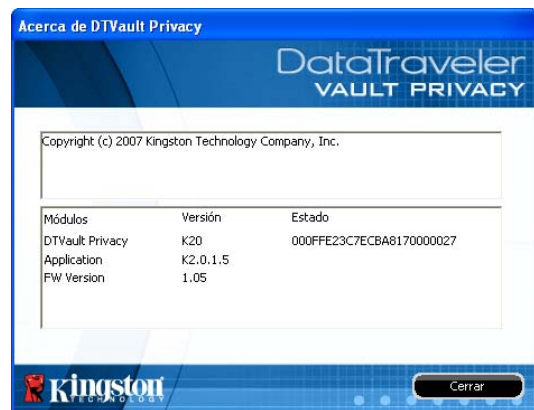 Acerca de DTVault Privacy
DataTraveler
VAULT PRIVACY
Copyright (c) 2007 Kingston Technology Company, Inc.
Módulos Versión Estado
DTVault Privacy K20 000FFE23C7ECBA8170000027
Application K2.0.1.5
FW Version 1.05
Kingston
TECHNOLOGY
Cerrar